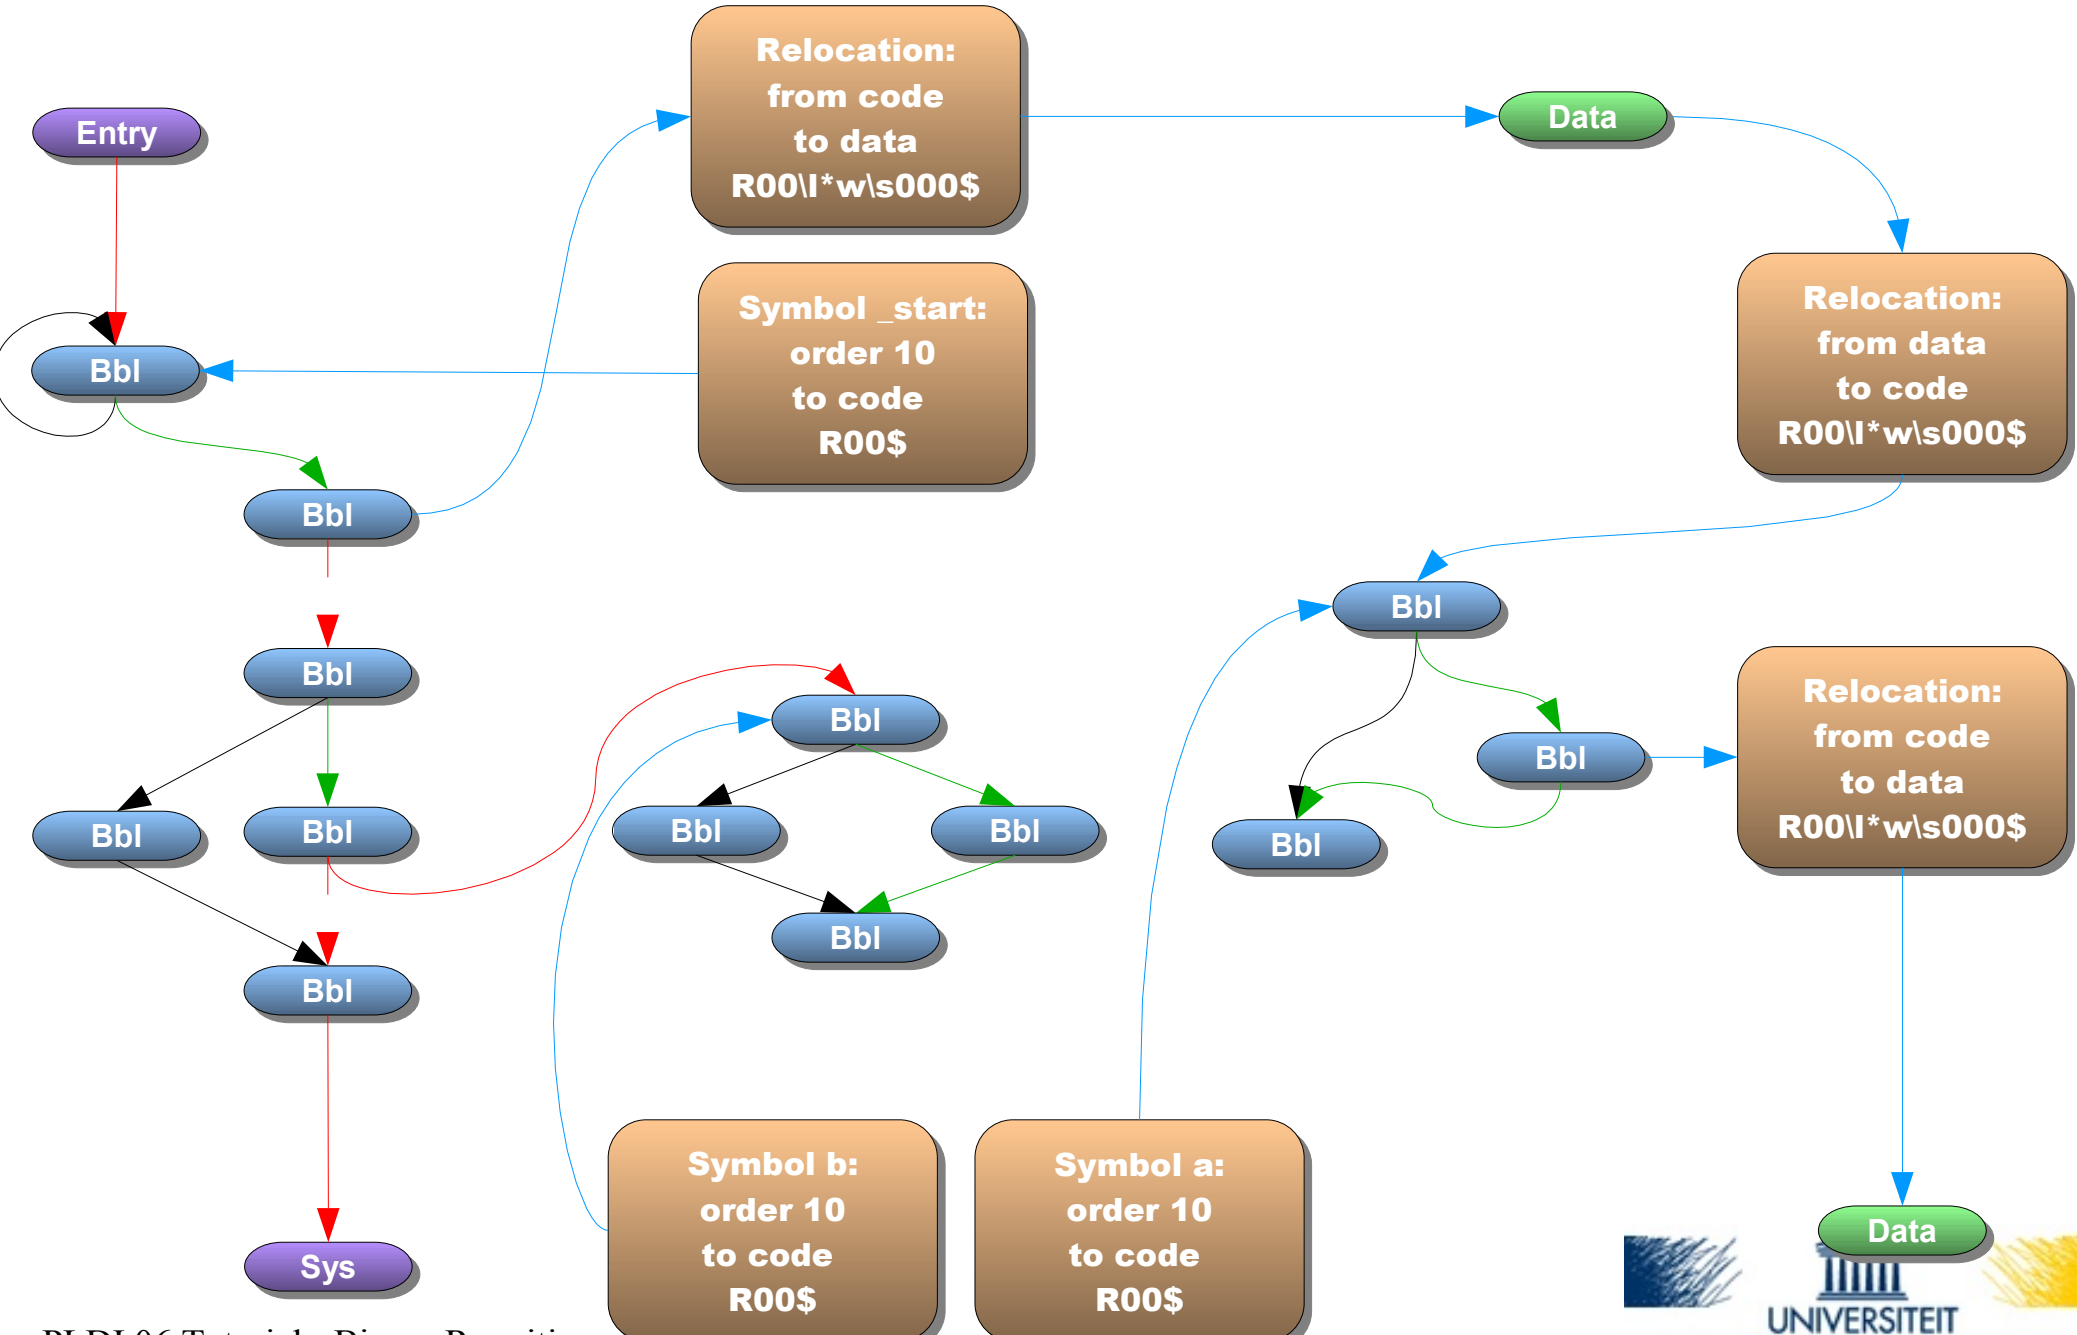 Relocation:
from code
to data
R00\l*w\s000$
Entry
Data
Symbol _start:
order 10
to code
R00$
Relocation:
from data
to code
R00\l*w\s000$
Bbl
Bbl
Bbl
Bbl
Bbl
Bbl
Bbl
Bbl
Bbl
Bbl
Relocation:
from code
to data
R00\l*w\s000$
Bbl
Bbl
Bbl
Bbl
Symbol b:
order 10
to code
R00$
Symbol a:
order 10
to code
R00$
Data
Sys
UNIVERSITEIT